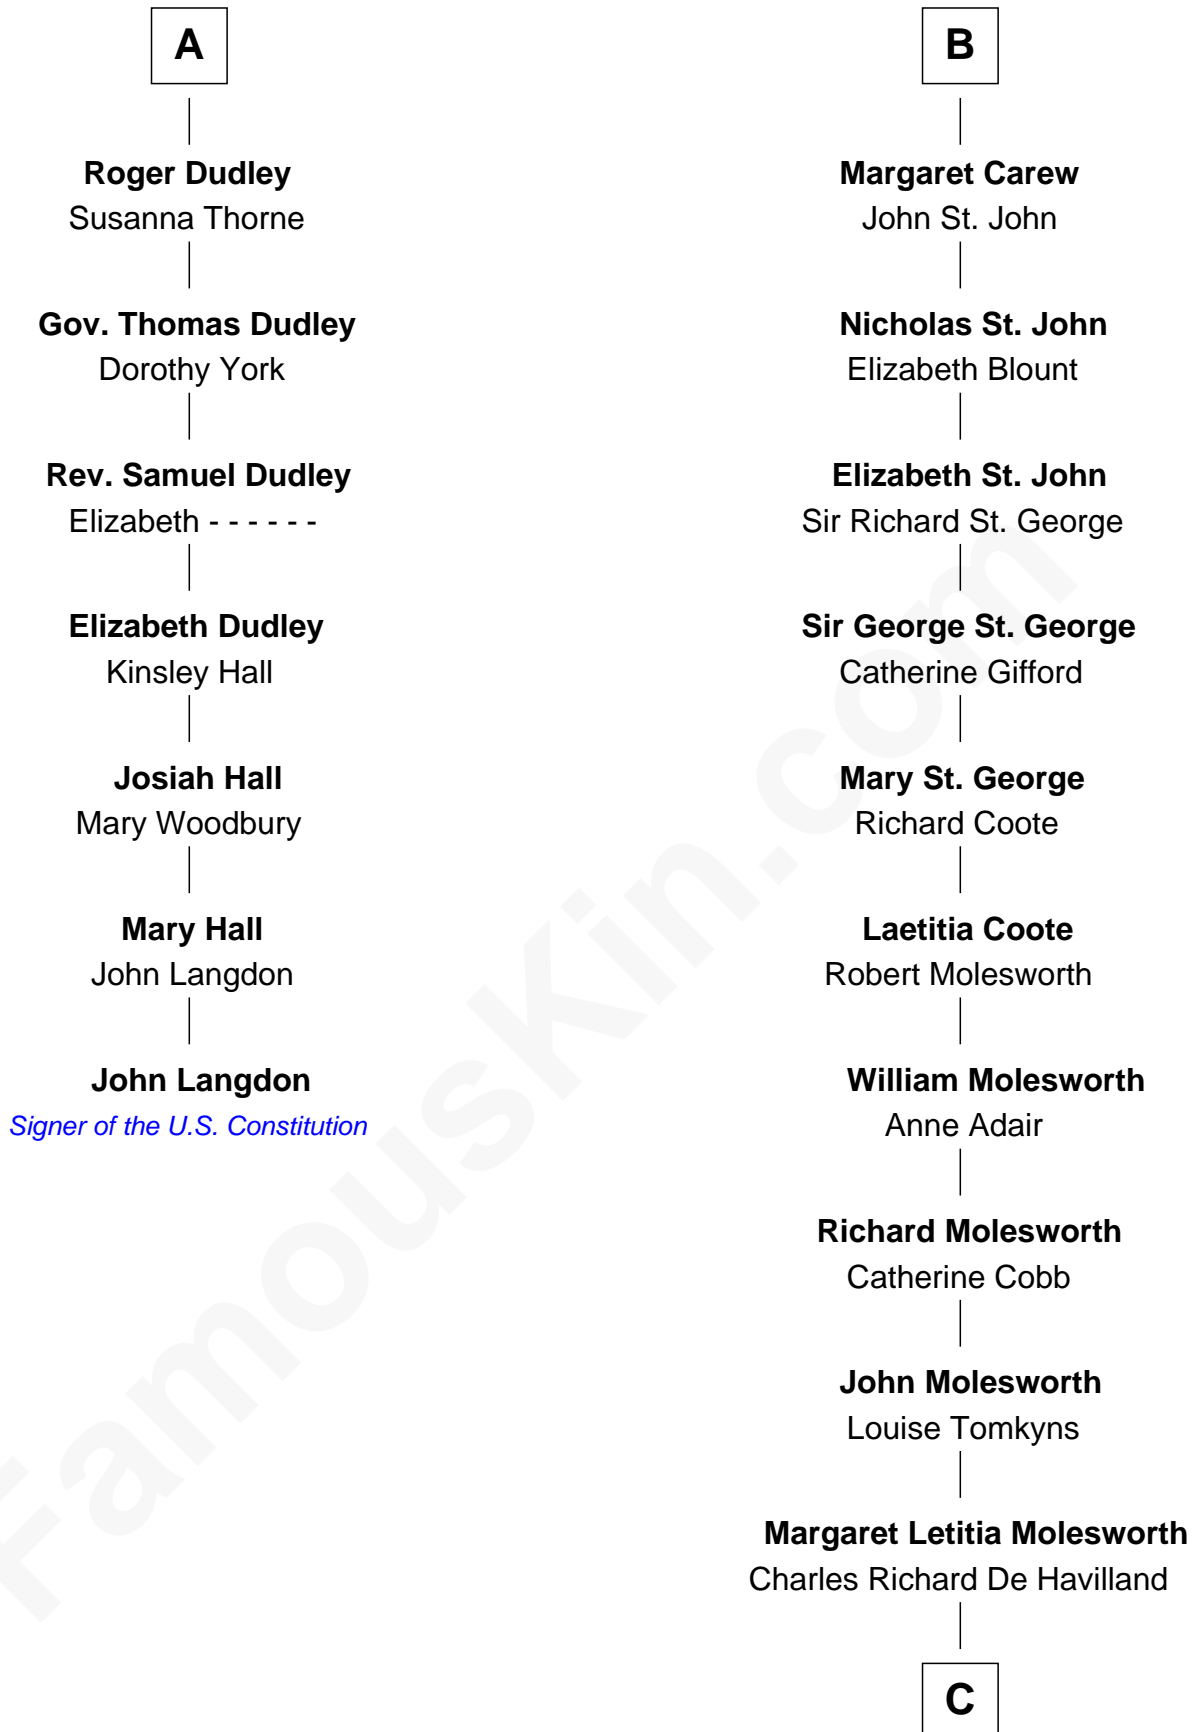 A
Roger Dudley
Susanna Thorne
Gov. Thomas Dudley
Dorothy York
Rev. Samuel Dudley
Elizabeth - - - - - -
Elizabeth Dudley
Kinsley Hall
Josiah Hall
Mary Woodbury
Mary Hall
John Langdon
John Langdon
Signer of the U.S. Constitution
B
Margaret Carew
John St. John
Nicholas St. John
Elizabeth Blount
Elizabeth St. John
Sir Richard St. George
Sir George St. George
Catherine Gifford
Mary St. George
Richard Coote
Laetitia Coote
Robert Molesworth
William Molesworth
Anne Adair
Richard Molesworth
Catherine Cobb
John Molesworth
Louise Tomkyns
Margaret Letitia Molesworth
Charles Richard De Havilland
C
FamousKin.com